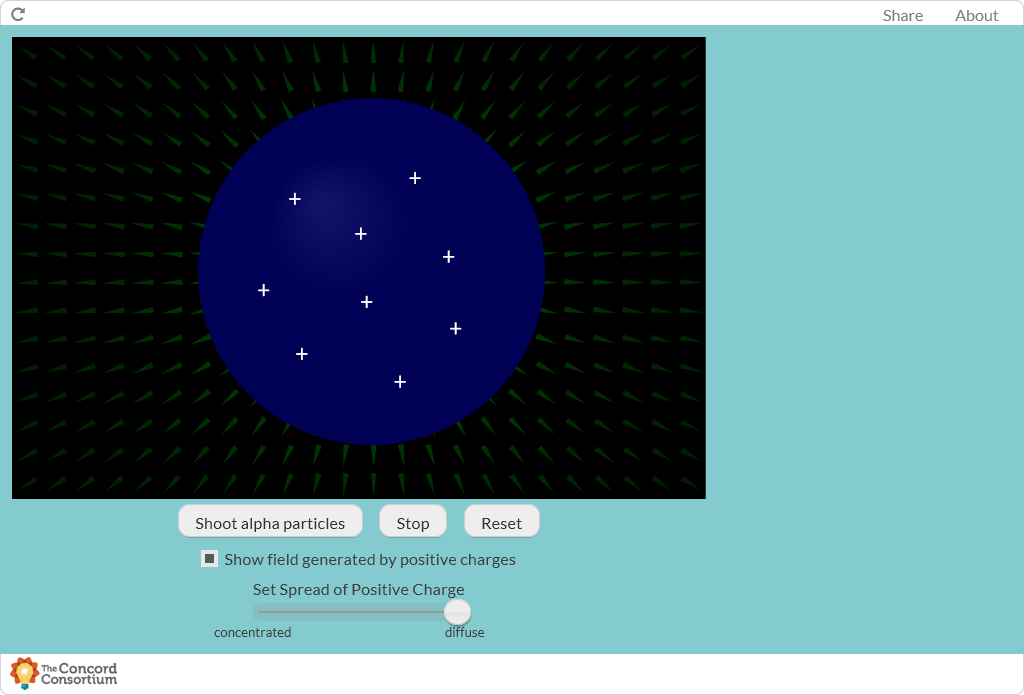 Share About
+
+
+
+
+
+
+
+
+
Shoot alpha particles Stop Reset
Show field generated by positive charges
Set Spread of Positive Charge
concentrated diffuse
The Concord
Consortium